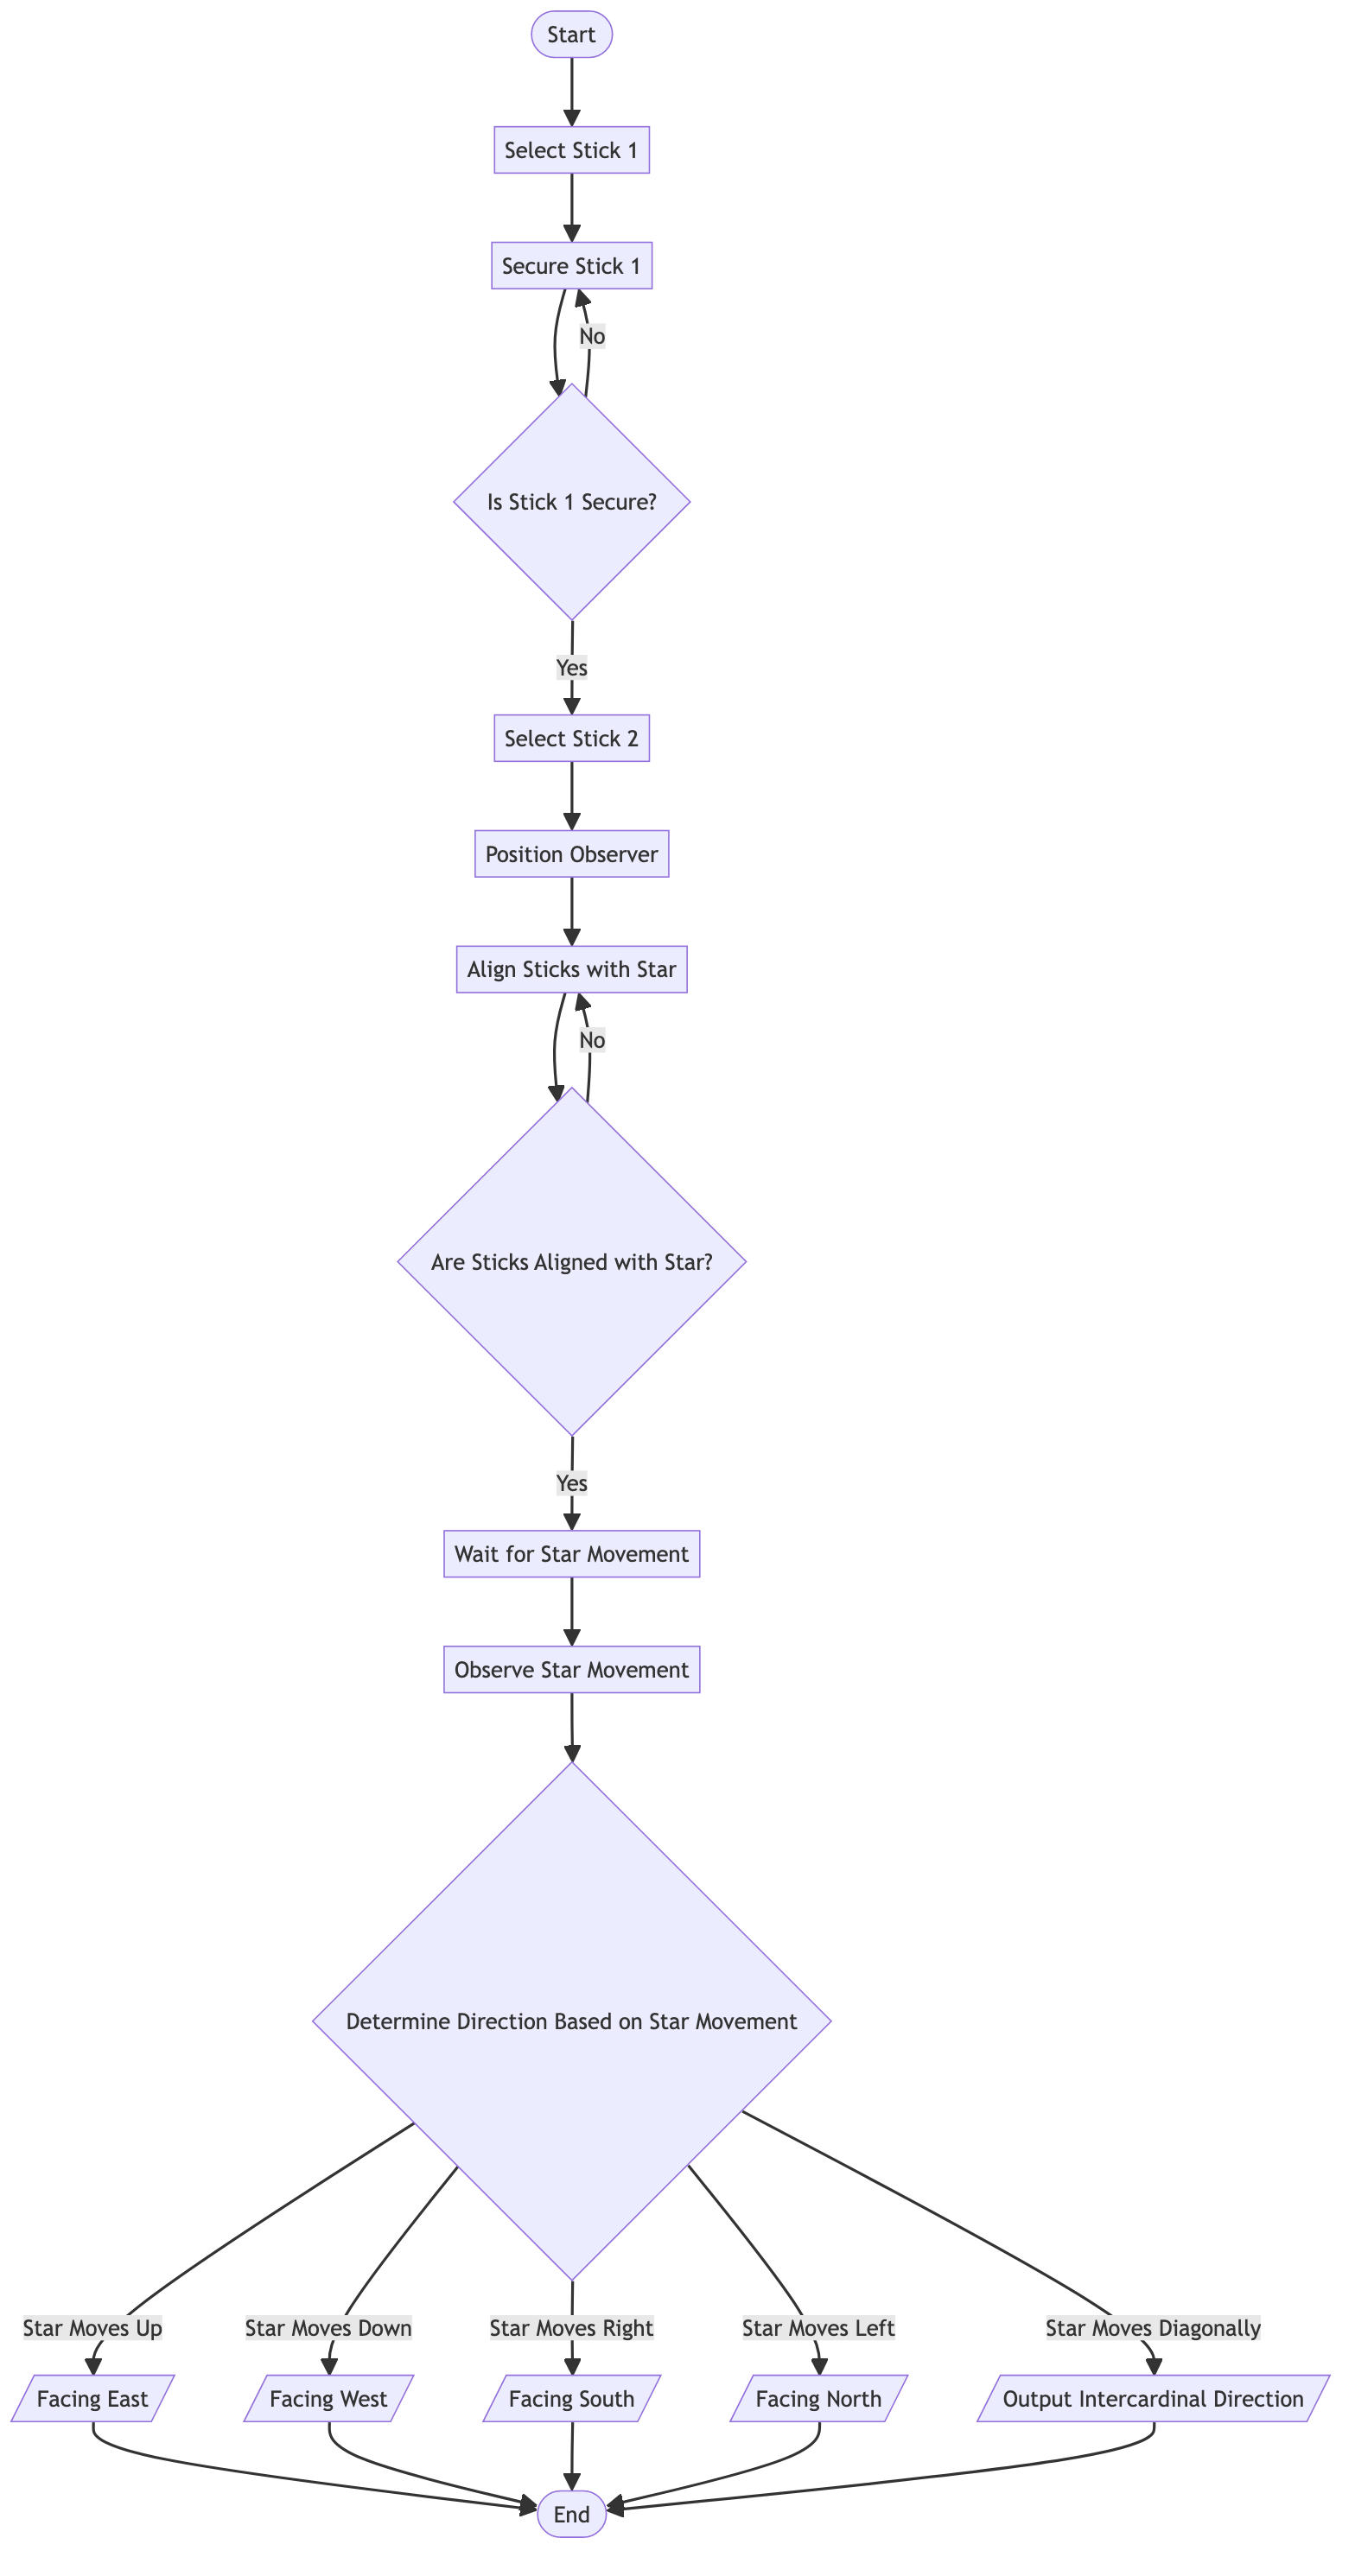 Start
Select Stick 1
Secure Stick 1
No
Is Stick 1 Secure?
Yes
Select Stick 2
Position Observer
Align Sticks with Star
No
Are Sticks Aligned with Star?
Yes
Wait for Star Movement
Observe Star Movement
Determine Direction Based on Star Movement
Star Moves Up
Star Moves Down
Star Moves Right
Star Moves Left
Star Moves Diagonally
Facing East
Facing West
Facing South
Facing North
Output Intercardinal Direction
End